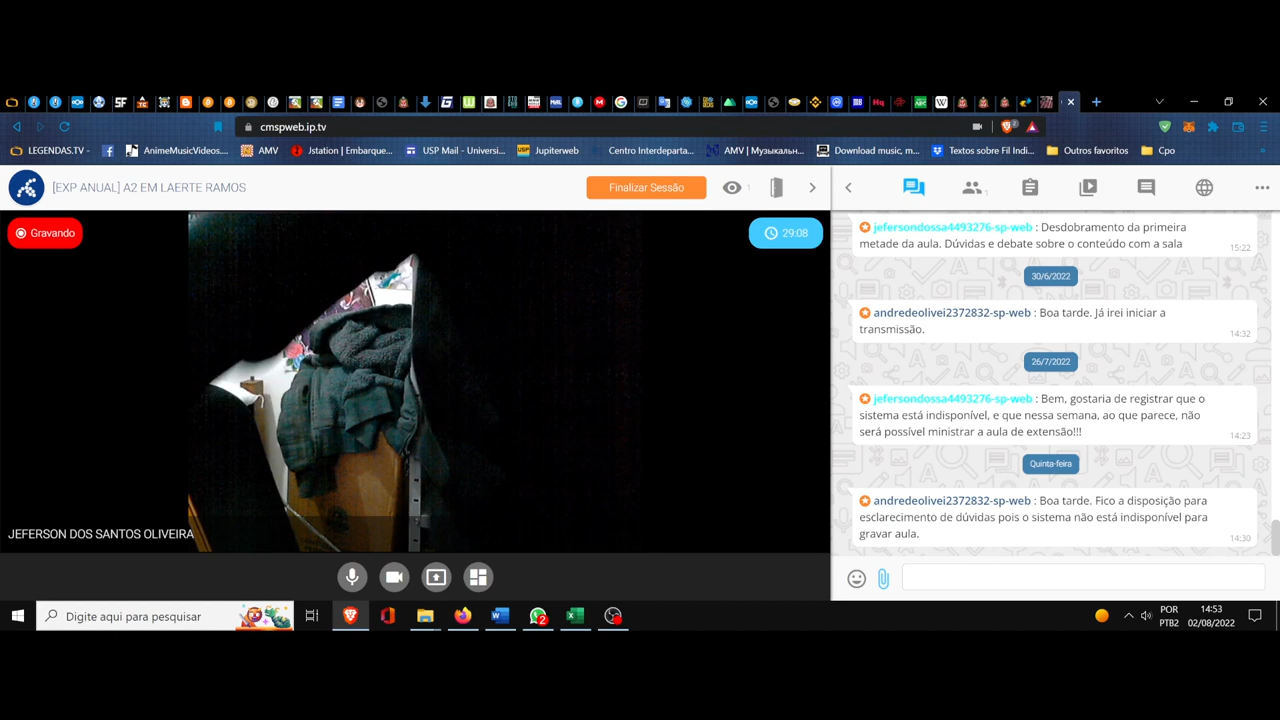 cmspweb.ip.tv
2
LEGENDAS.TV -
AnimeMusicVideos...
AMV
Jstation | Embarque...
USP Mail - Universi...
Jupiterweb
Centro Interdeparta...
AMV | Музыкальн...
Download music, m...
Textos sobre Fil Indi...
Outros favoritos
Cpo
[EXP ANUAL] A2 EM LAERTE RAMOS
Finalizar Sessão
1
1
Gravando
29:08
JEFERSON DOS SANTOS OLIVEIRA
jefersondossa4493276-sp-web : Desdobramento da primeira
metade da aula. Dúvidas e debate sobre o conteúdo com a sala
15:22
30/6/2022
andredeolivei2372832-sp-web : Boa tarde. Já irei iniciar a
transmissão.
14:32
26/7/2022
jefersondossa4493276-sp-web : Bem, gostaria de registrar que o
sistema está indisponível, e que nessa semana, ao que parece, não
será possível ministrar a aula de extensão!!!
14:23
Quinta-feira
andredeolivei2372832-sp-web : Boa tarde. Fico a disposição para
esclarecimento de dúvidas pois o sistema não está indisponível para
gravar aula.
14:30
Digite aqui para pesquisar
2
POR
PTB2
14:53
02/08/2022